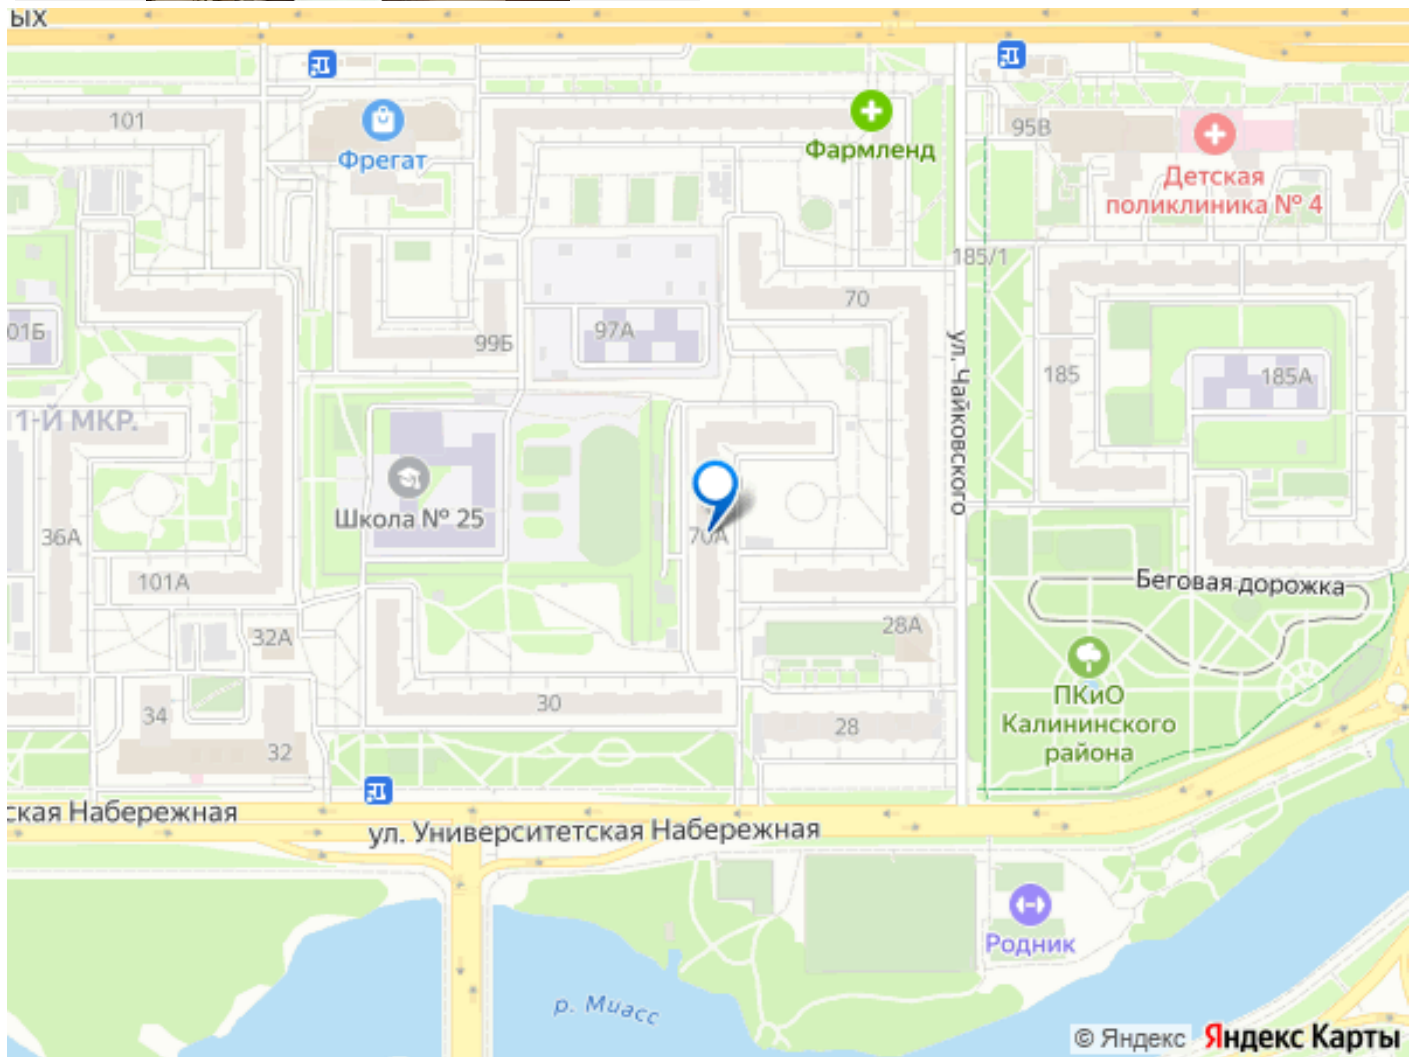 ых
101
Фрегат
Фармленд
95В
Детская
поликлиника № 4
185/1
70
01Б
99Б
97А
ул. Чайковского
185
185А
1-Й МКР.
Школа № 25
36А
70А
101А
Беговая дорожка
32А
28А
ПКиО
Калининского
района
34
30
28
32
ская Набережная
ул. Университетская Набережная
Родник
р. Миасс
© Яндекс Яндекс Карты